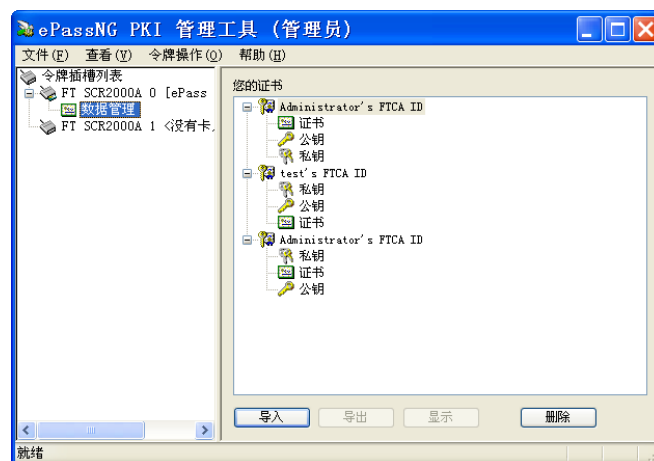 ePassNG PKI 管理工具 (管理员)
文件(F) 查看(V) 令牌操作(O) 帮助(H)
令牌插槽列表
FT SCR2000A 0 [ePass
数据管理
FT SCR2000A 1 <没有卡,
您的证书
Administrator's FTCA ID
证书
公钥
私钥
test's FTCA ID
私钥
公钥
证书
Administrator's FTCA ID
私钥
证书
公钥
导入 导出 显示 删除
就绪